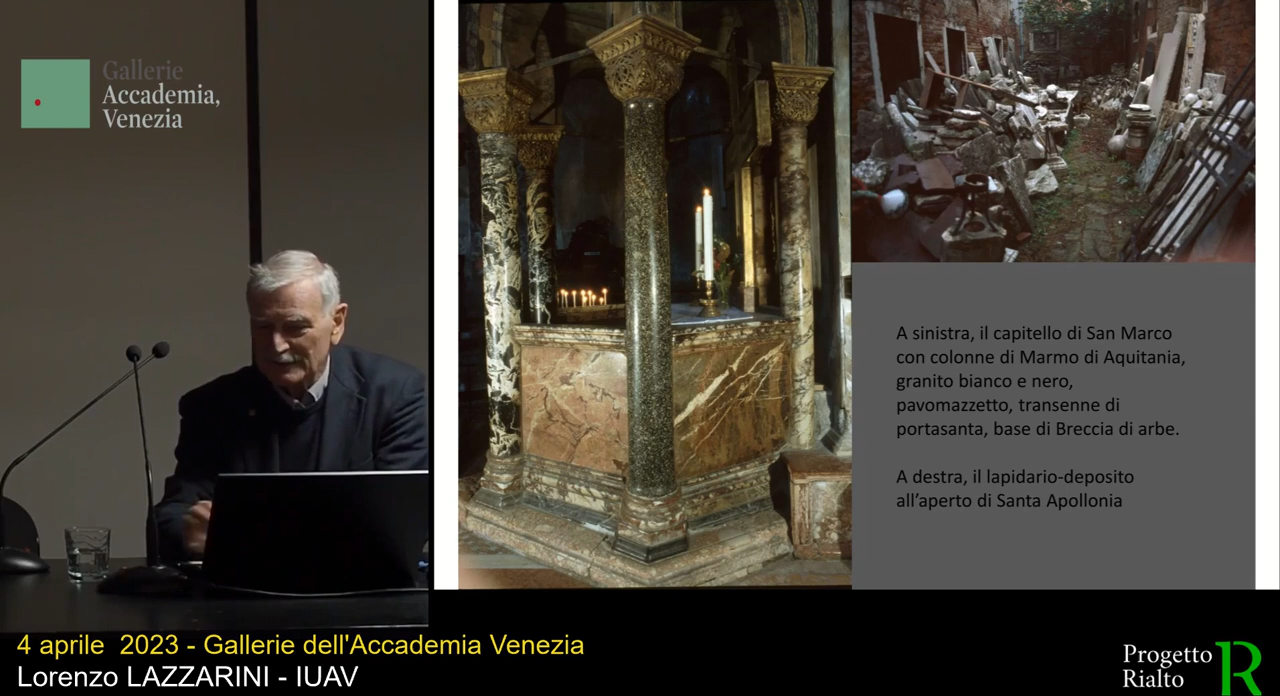 Gallerie
Accademia,
Venezia
A sinistra, il capitello di San Marco
con colonne di Marmo di Aquitania,
granito bianco e nero,
pavomazzetto, transenne di
portasanta, base di Breccia di arbe.
A destra, il lapidario-deposito
all'aperto di Santa Apollonia
4 aprile 2023 - Gallerie dell'Accademia Venezia
Lorenzo LAZZARINI - IUAV
Progetto
Rialto
R